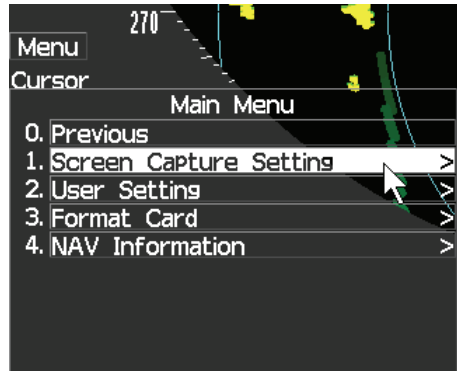 270
Menu
Cursor
Main Menu
0. Previous
1. Screen Capture Setting >
2. User Setting >
3. Format Card >
4. NAV Information >